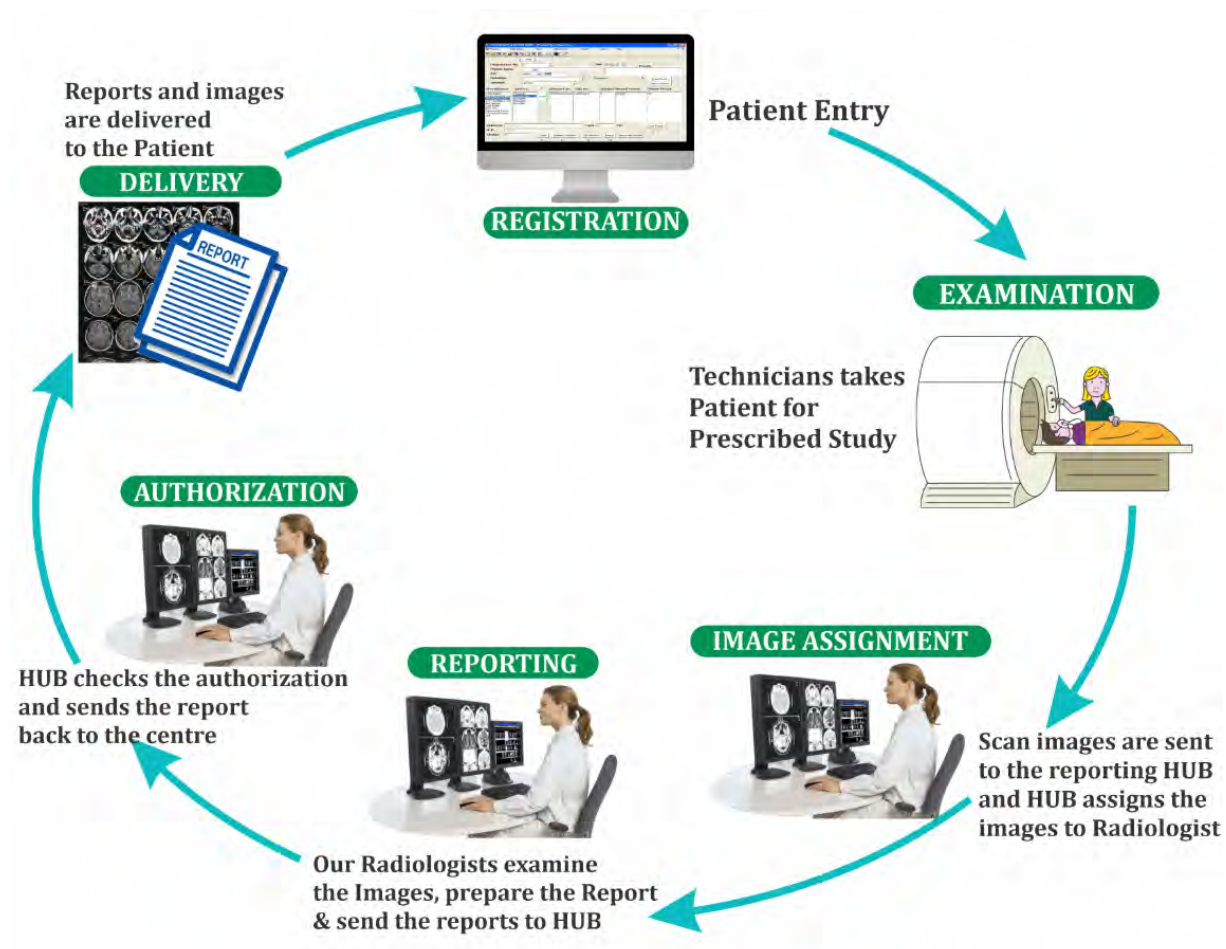 Patient Entry
REGISTRATION
EXAMINATION
Technicians takes
Patient for
Prescribed Study
IMAGE ASSIGNMENT
Scan images are sent
to the reporting HUB
and HUB assigns the
images to Radiologist
REPORTING
Our Radiologists examine
the Images, prepare the Report
& send the reports to HUB
AUTHORIZATION
HUB checks the authorization
and sends the report
back to the centre
Reports and images
are delivered
to the Patient
DELIVERY
REPORT